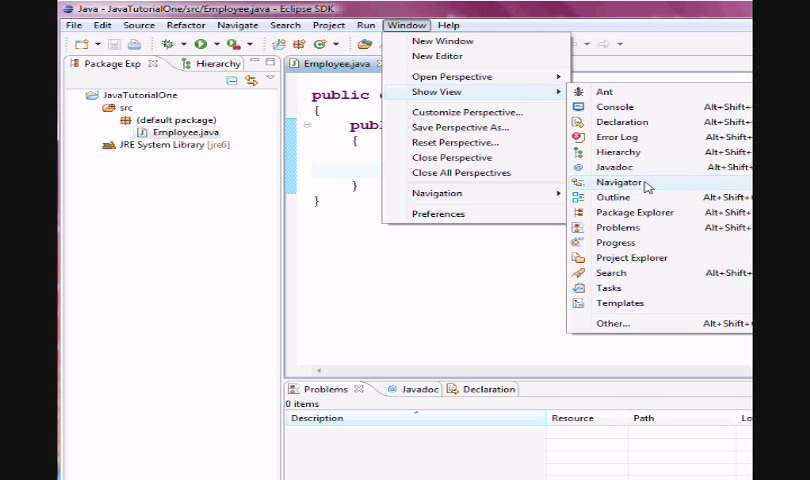 Java - JavaTutorialOne/src/Employee.java - Eclipse SDK
File Edit Source Refactor Navigate Search Project Run Window Help
Package Exp Hierarchy
JavaTutorialOne
src
(default package)
Employee.java
JRE System Library [jre6]
Employee.java
public
{
{
}
}
New Window
New Editor
Open Perspective
Show View
Customize Perspective...
Save Perspective As...
Reset Perspective...
Close Perspective
Close All Perspectives
Navigation
Preferences
Ant
Console Alt+Shift+
Declaration Alt+Shift+
Error Log Alt+Shift+
Hierarchy Alt+Shift+
Javadoc Alt+Shift+
Navigator
Outline Alt+Shift+
Package Explorer Alt+Shift+
Problems Alt+Shift+
Progress
Project Explorer
Search Alt+Shift+
Tasks
Templates
Other... Alt+Shift+
Problems Javadoc Declaration
0 items
Description Resource Path Lo